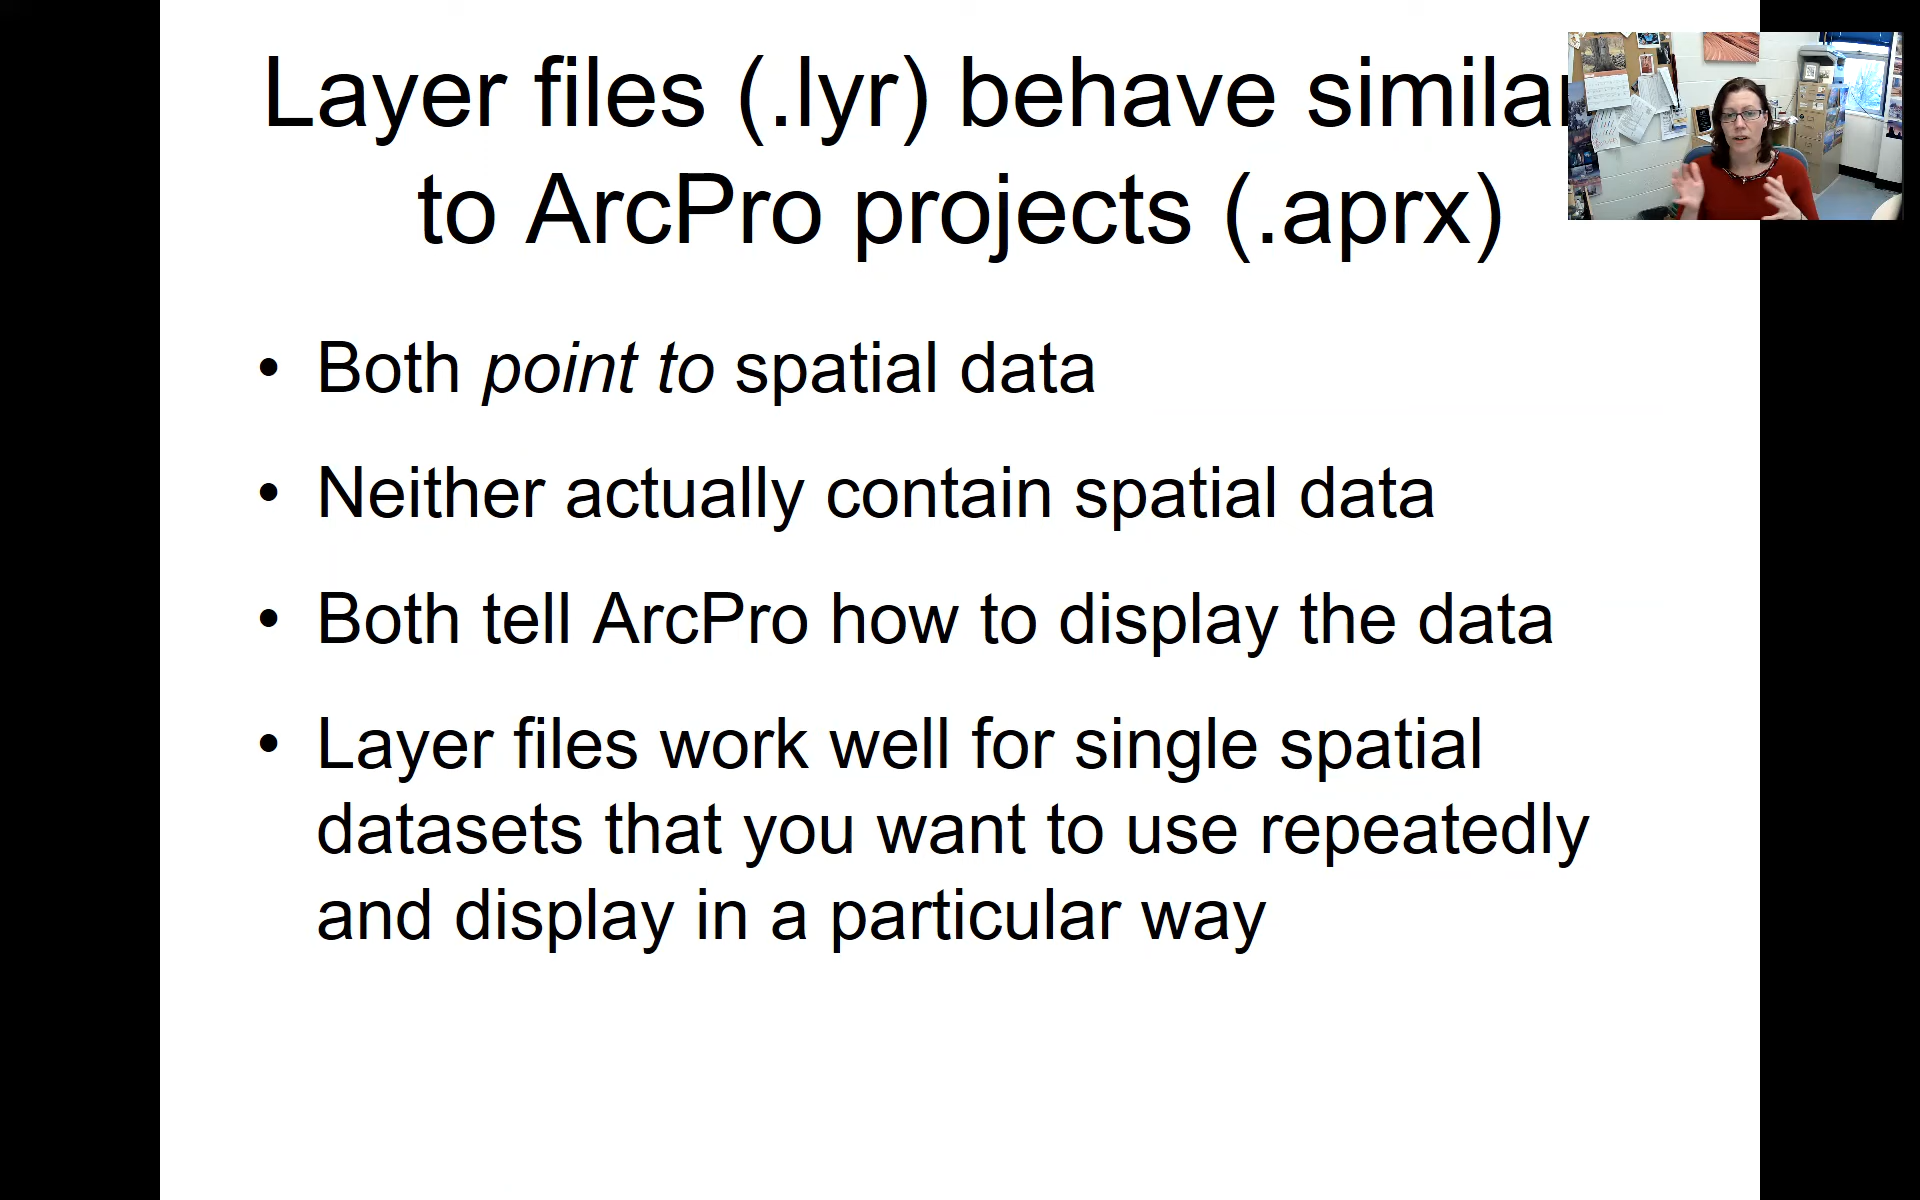 Layer files (.lyr) behave similar
to ArcPro projects (.aprx)
• Both point to spatial data
• Neither actually contain spatial data
• Both tell ArcPro how to display the data
• Layer files work well for single spatial
datasets that you want to use repeatedly
and display in a particular way